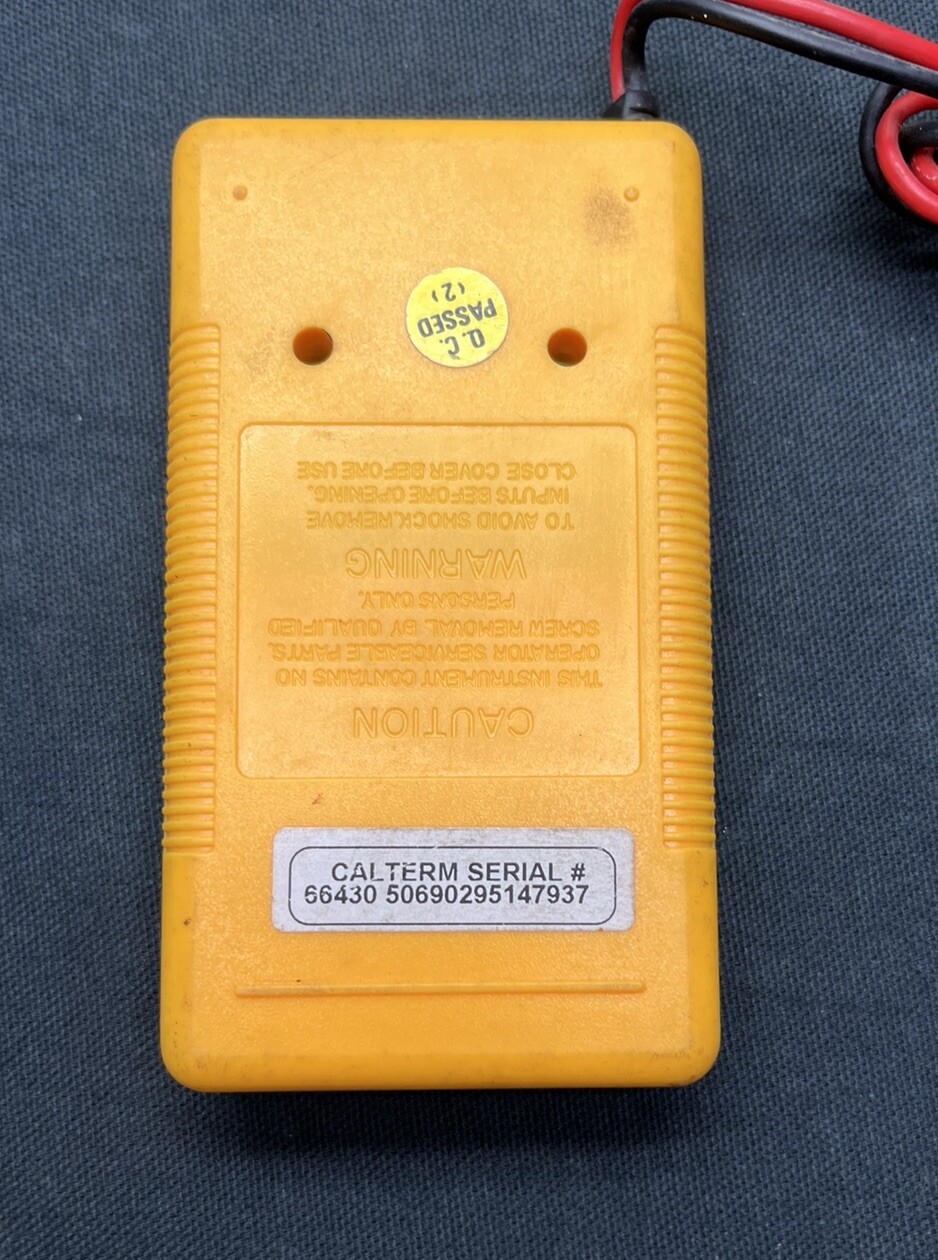 Q.C.
PASSED
(2)
CAUTION
THIS INSTRUMENT CONTAINS NO
OPERATOR SERVICEABLE PARTS.
SCREW REMOVAL BY QUALIFIED
PERSONS ONLY.
WARNING
TO AVOID SHOCK,REMOVE
INPUTS BEFORE OPENING.
CLOSE COVER BEFORE USE
CALTERM SERIAL #
66430 50690295147937